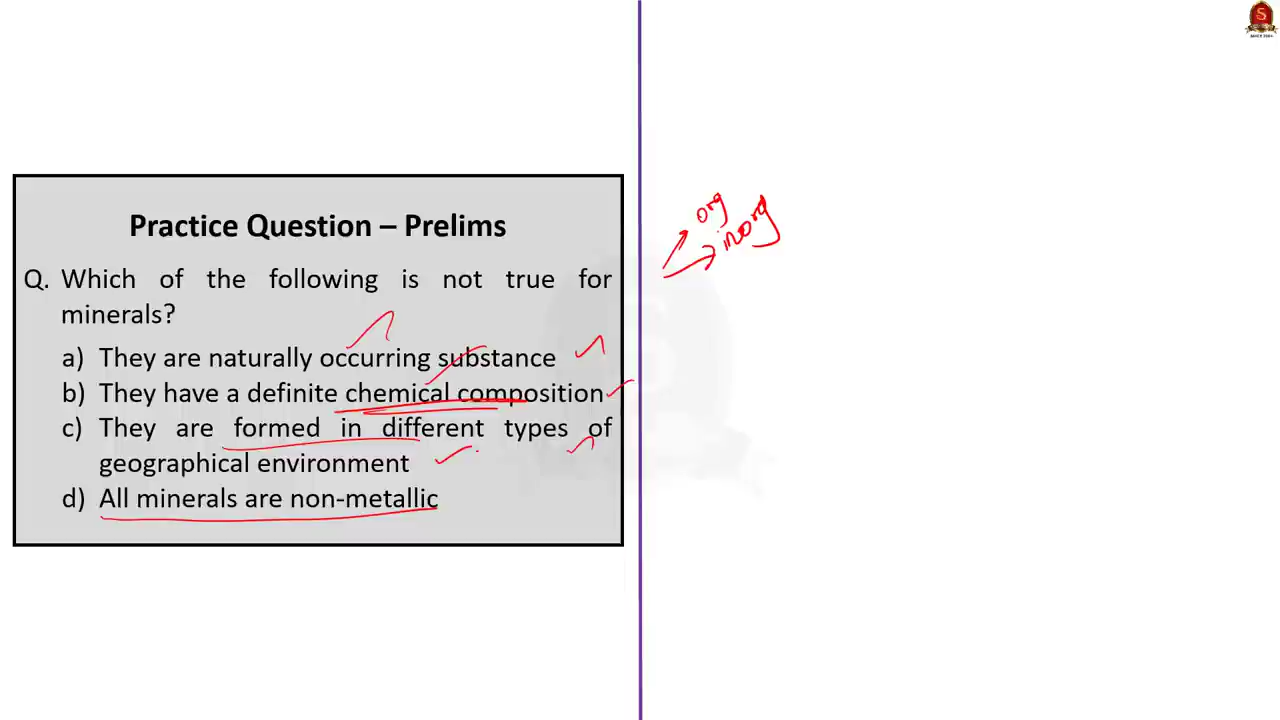 Practice Question – Prelims
Q. Which of the following is not true for
minerals?
a) They are naturally occurring substance
b) They have a definite chemical composition
c) They are formed in different types of
geographical environment
d) All minerals are non-metallic
org
inorg
S
SINCE 2004